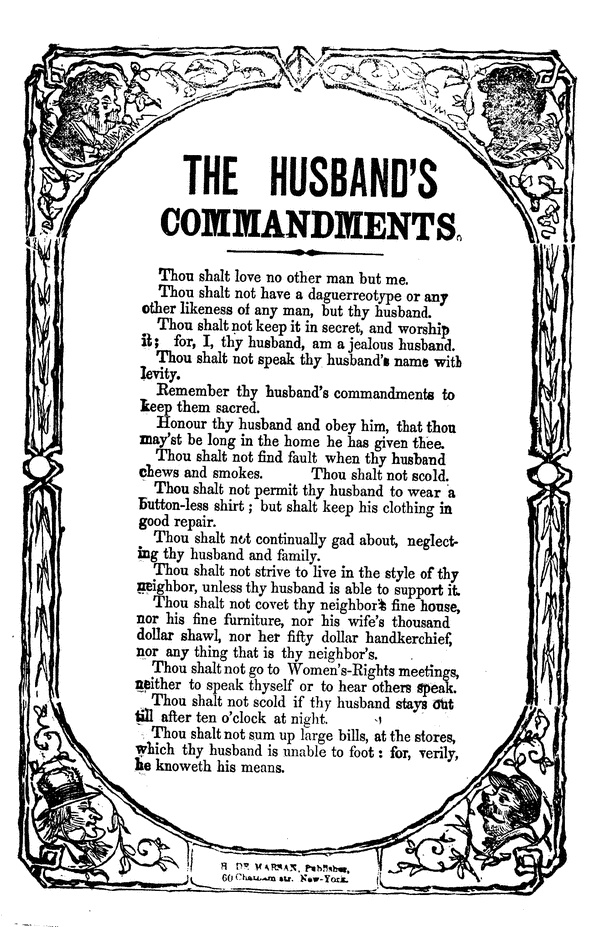 THE HUSBAND'S
COMMANDMENTS.
Thou shalt love no other man but me.
Thou shalt not have a daguerreotype or any
other likeness of any man, but thy husband.
Thou shalt not keep it in secret, and worship
it; for, I, thy husband, am a jealous husband.
Thou shalt not speak thy husband's name with
levity.
Remember thy husband's commandments to
keep them sacred.
Honour thy husband and obey him, that thou
may'st be long in the home he has given thee.
Thou shalt not find fault when thy husband
chews and smokes. Thou shalt not scold.
Thou shalt not permit thy husband to wear a
button-less shirt; but shalt keep his clothing in
good repair.
Thou shalt not continually gad about, neglect-
ing thy husband and family.
Thou shalt not strive to live in the style of thy
neighbor, unless thy husband is able to support it.
Thou shalt not covet thy neighbor's fine house,
nor his fine furniture, nor his wife's thousand
dollar shawl, nor her fifty dollar handkerchief,
nor any thing that is thy neighbor's.
Thou shalt not go to Women's-Rights meetings,
neither to speak thyself or to hear others speak.
Thou shalt not scold if thy husband stays out
till after ten o'clock at night.
Thou shalt not sum up large bills, at the stores,
which thy husband is unable to foot: for, verily,
he knoweth his means.
H. DE MARSAN, Publisher,
60 Chatham str. New-York.